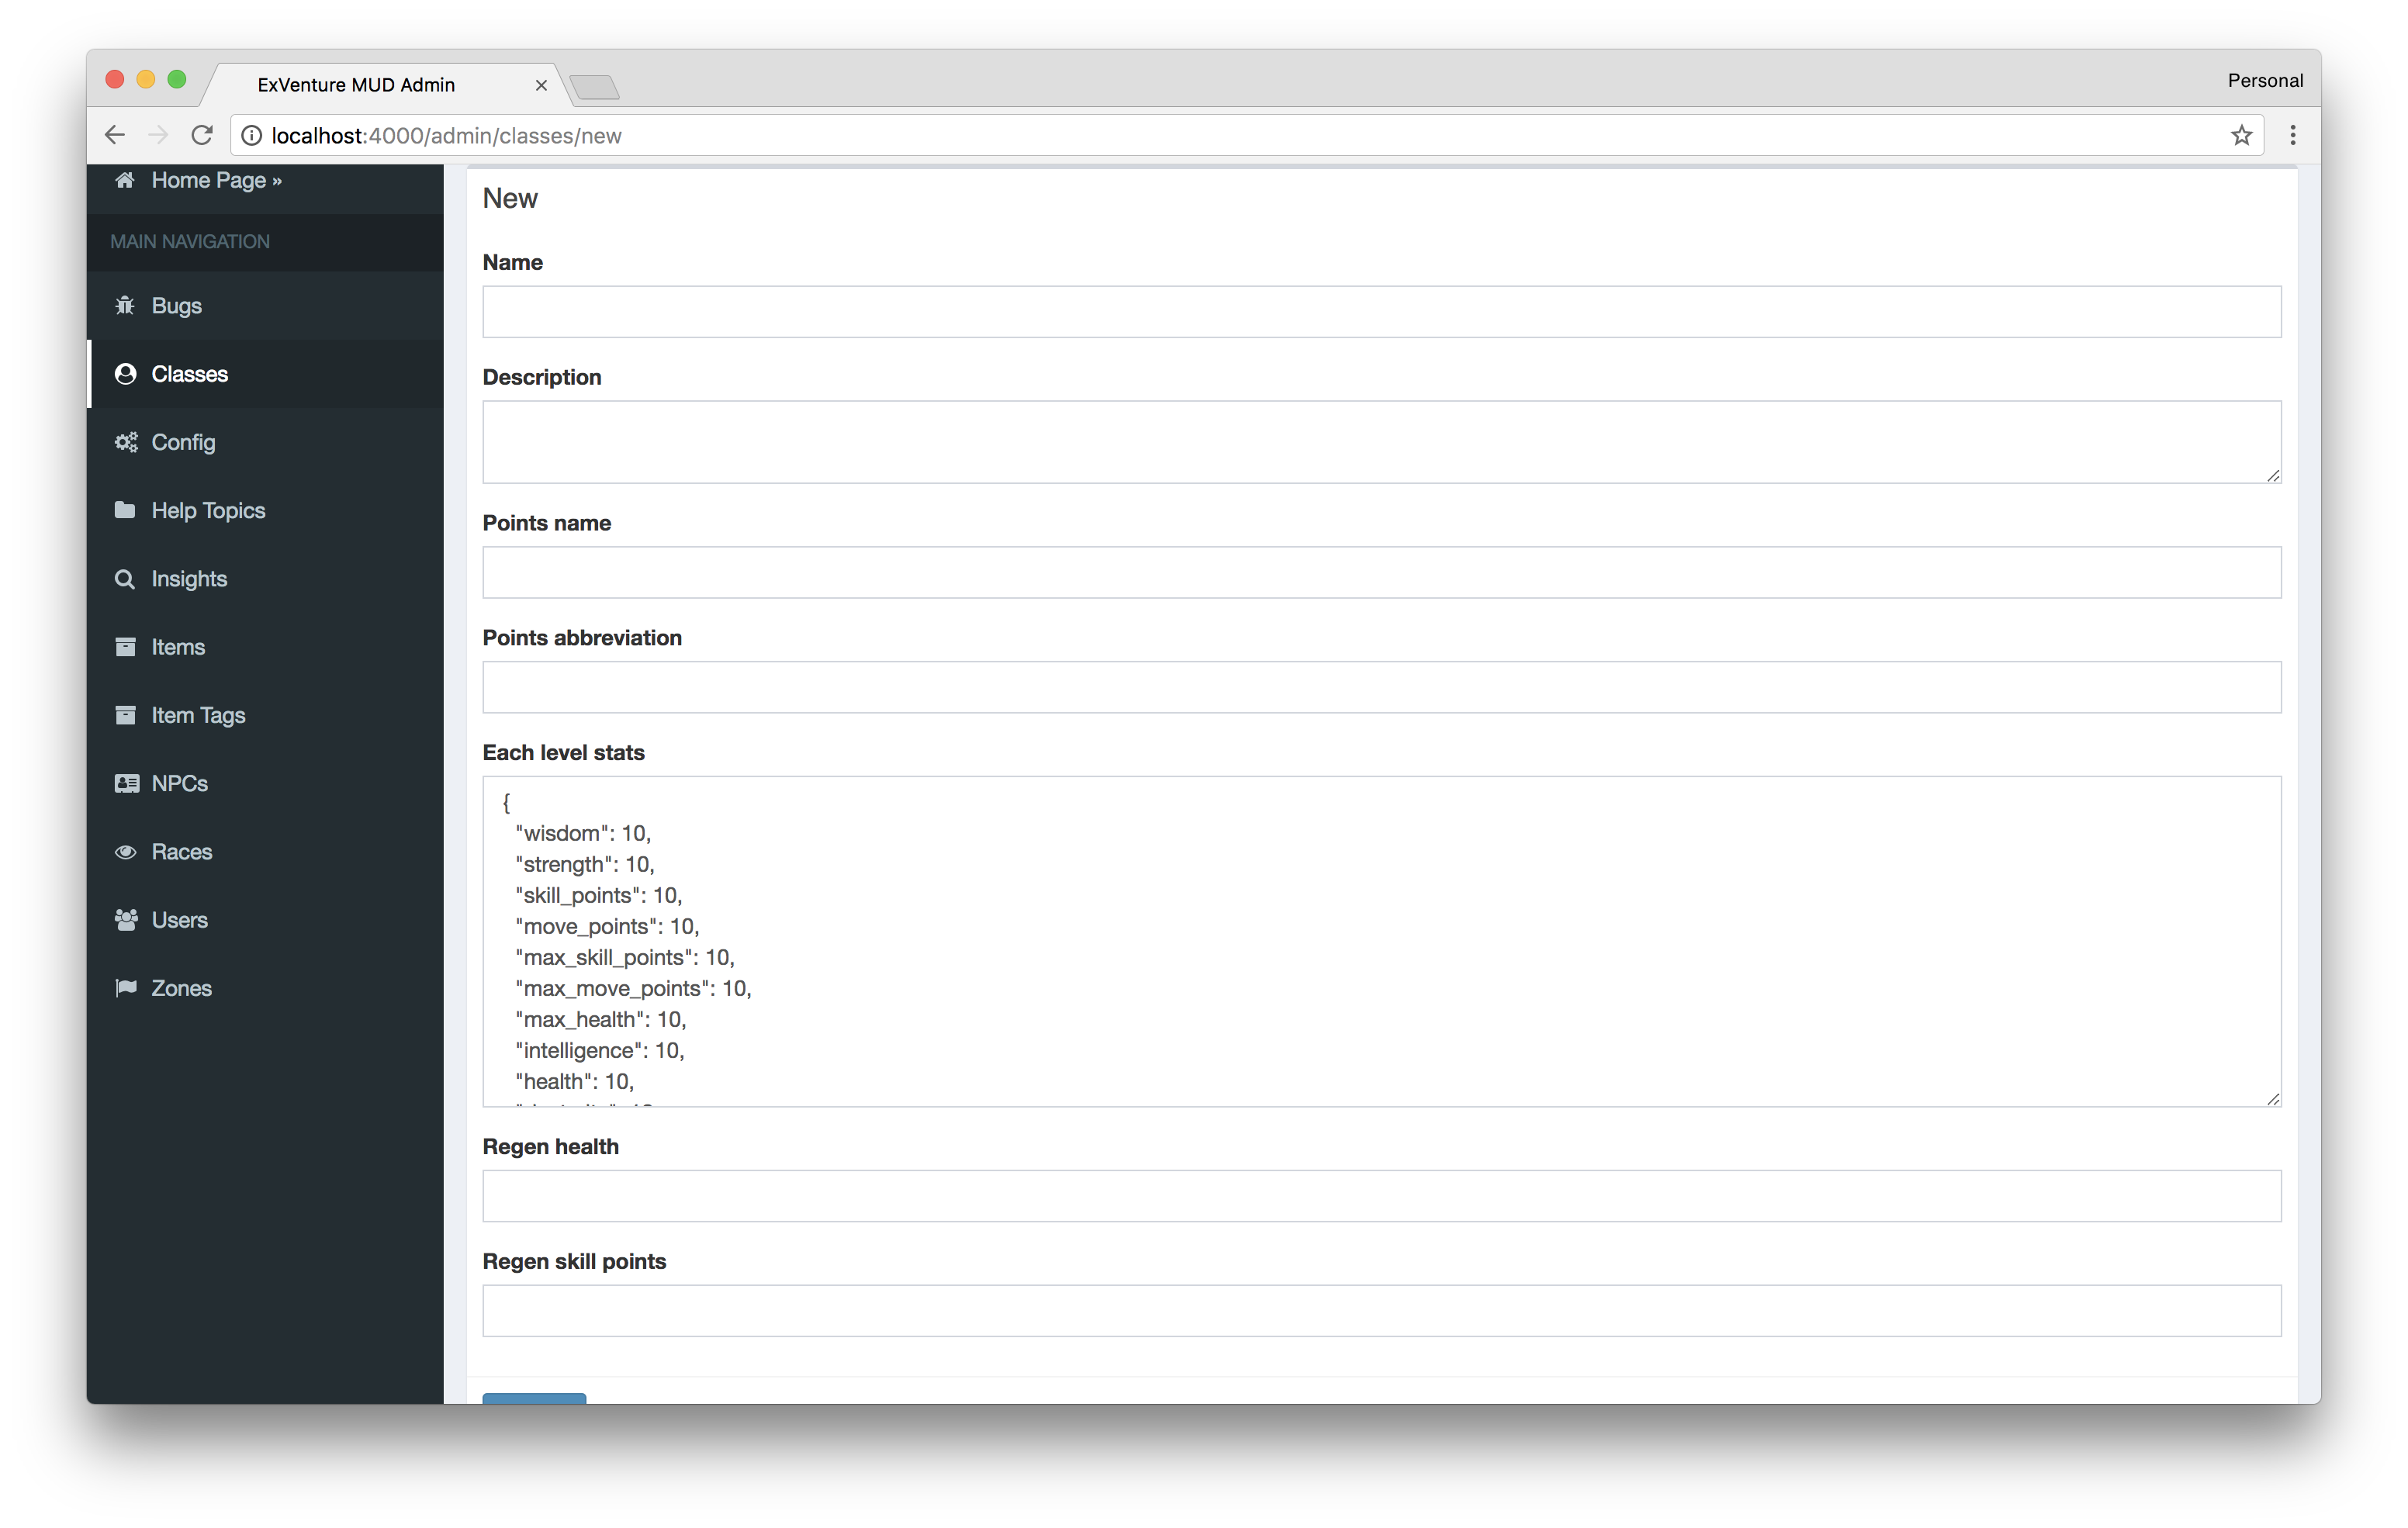 ExVenture MUD Admin
Personal
localhost:4000/admin/classes/new
Home Page »
MAIN NAVIGATION
Bugs
Classes
Config
Help Topics
Insights
Items
Item Tags
NPCs
Races
Users
Zones
New
Name
Description
Points name
Points abbreviation
Each level stats
{
"wisdom": 10,
"strength": 10,
"skill_points": 10,
"move_points": 10,
"max_skill_points": 10,
"max_move_points": 10,
"max_health": 10,
"intelligence": 10,
"health": 10,
Regen health
Regen skill points